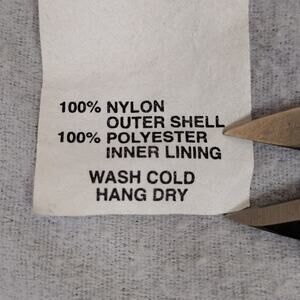 100% NYLON
OUTER SHELL
100% POLYESTER
INNER LINING
WASH COLD
HANG DRY